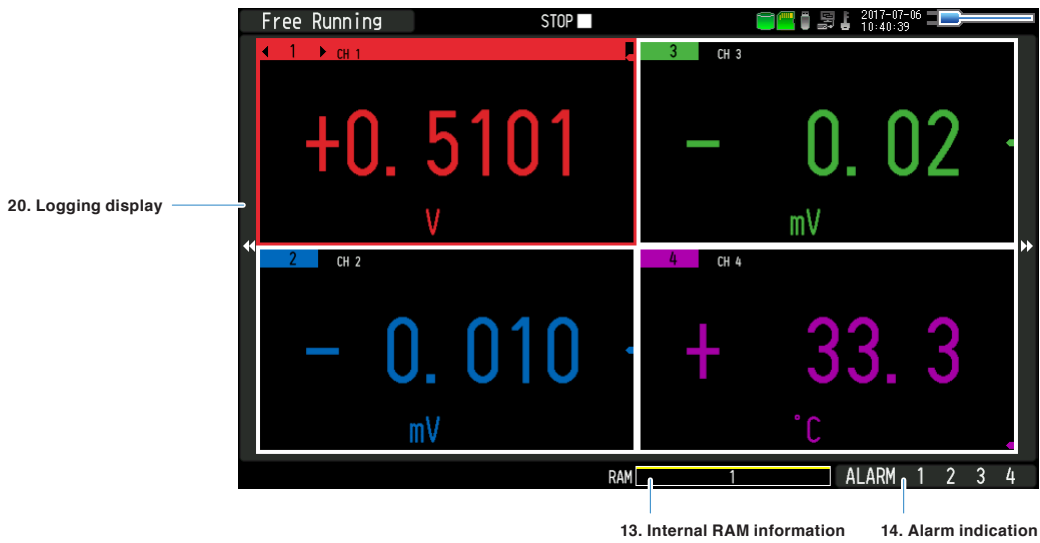 Free Running STOP 2017-07-06
10:40:39
1 CH 1 3 CH 3
+0.5101 - 0.02
V mV
20. Logging display
2 CH 2 4 CH 4
- 0.010 + 33.3
mV °C
RAM 1 ALARM 1 2 3 4
13. Internal RAM information 14. Alarm indication